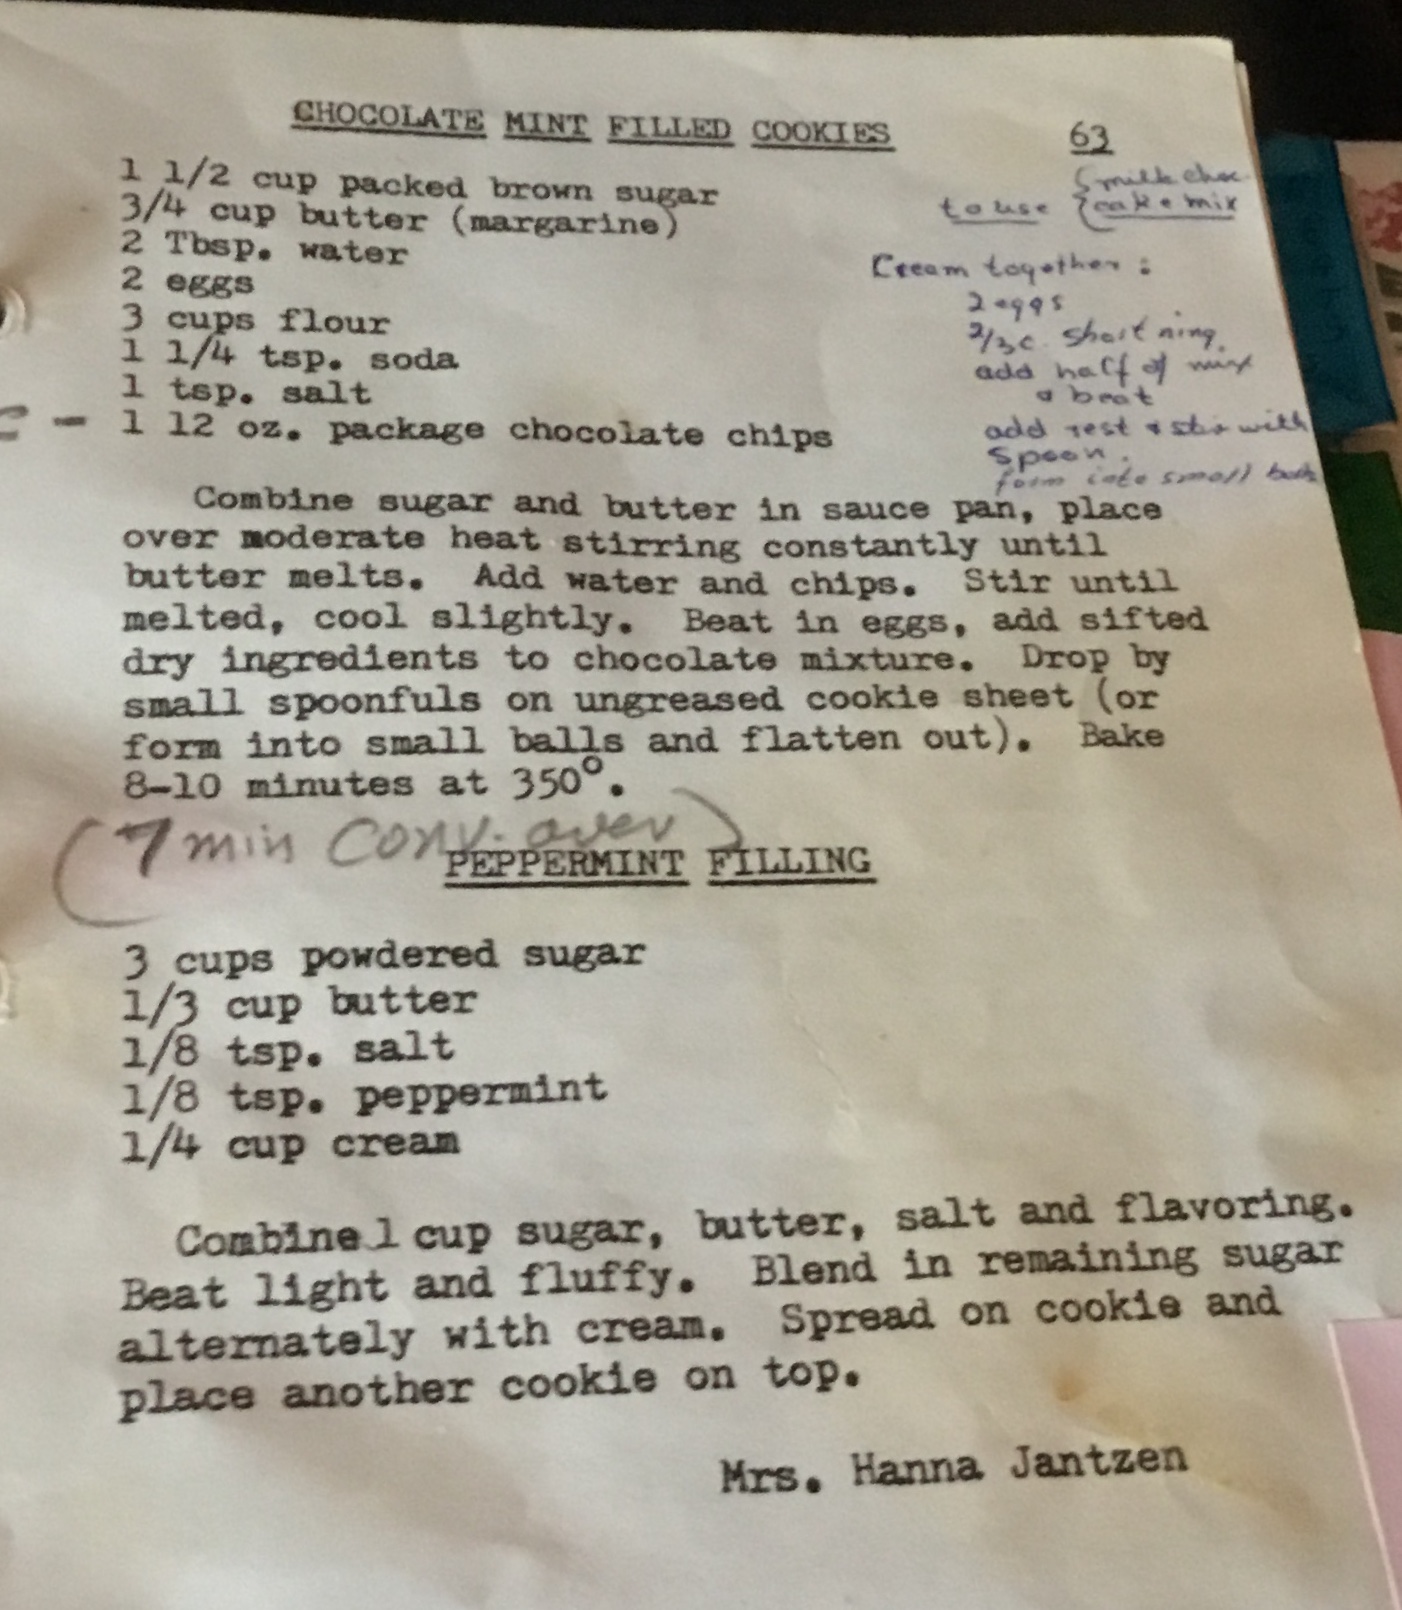 CHOCOLATE MINT FILLED COOKIES
63
1 1/2 cup packed brown sugar
3/4 cup butter (margarine)
2 Tbsp. water
2 eggs
3 cups flour
1 1/4 tsp. soda
1 tsp. salt
1 12 oz. package chocolate chips
milk choc.
to use { cake mix
Cream together :
2 eggs
2/3 c. short ning.
add half of mix
& beat
add rest & stir with
spoon.
form into small balls
Combine sugar and butter in sauce pan, place
over moderate heat stirring constantly until
butter melts. Add water and chips. Stir until
melted, cool slightly. Beat in eggs, add sifted
dry ingredients to chocolate mixture. Drop by
small spoonfuls on ungreased cookie sheet (or
form into small balls and flatten out). Bake
8-10 minutes at 350°.
(7 min conv. oven)
PEPPERMINT FILLING
3 cups powdered sugar
1/3 cup butter
1/8 tsp. salt
1/8 tsp. peppermint
1/4 cup cream
Combine 1 cup sugar, butter, salt and flavoring.
Beat light and fluffy. Blend in remaining sugar
alternately with cream. Spread on cookie and
place another cookie on top.
Mrs. Hanna Jantzen